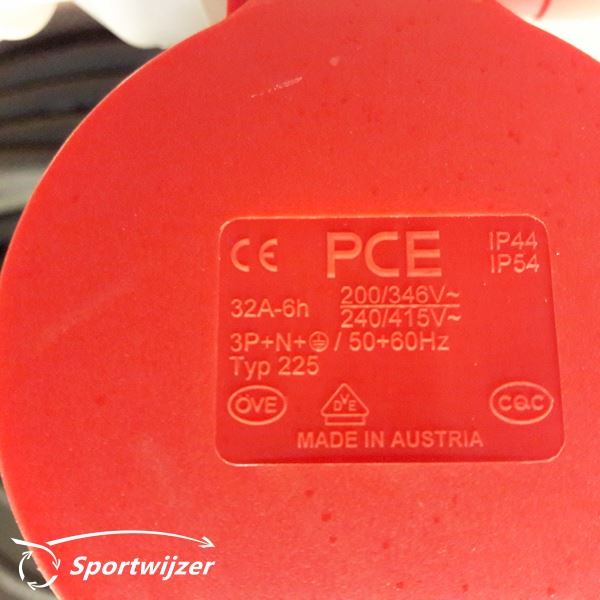 CE PCE IP44
IP54
32A-6h 200/346V~
240/415V~
3P+N+⏚ / 50+60Hz
Typ 225
ÖVE DVE CQC
MADE IN AUSTRIA
Sportwijzer